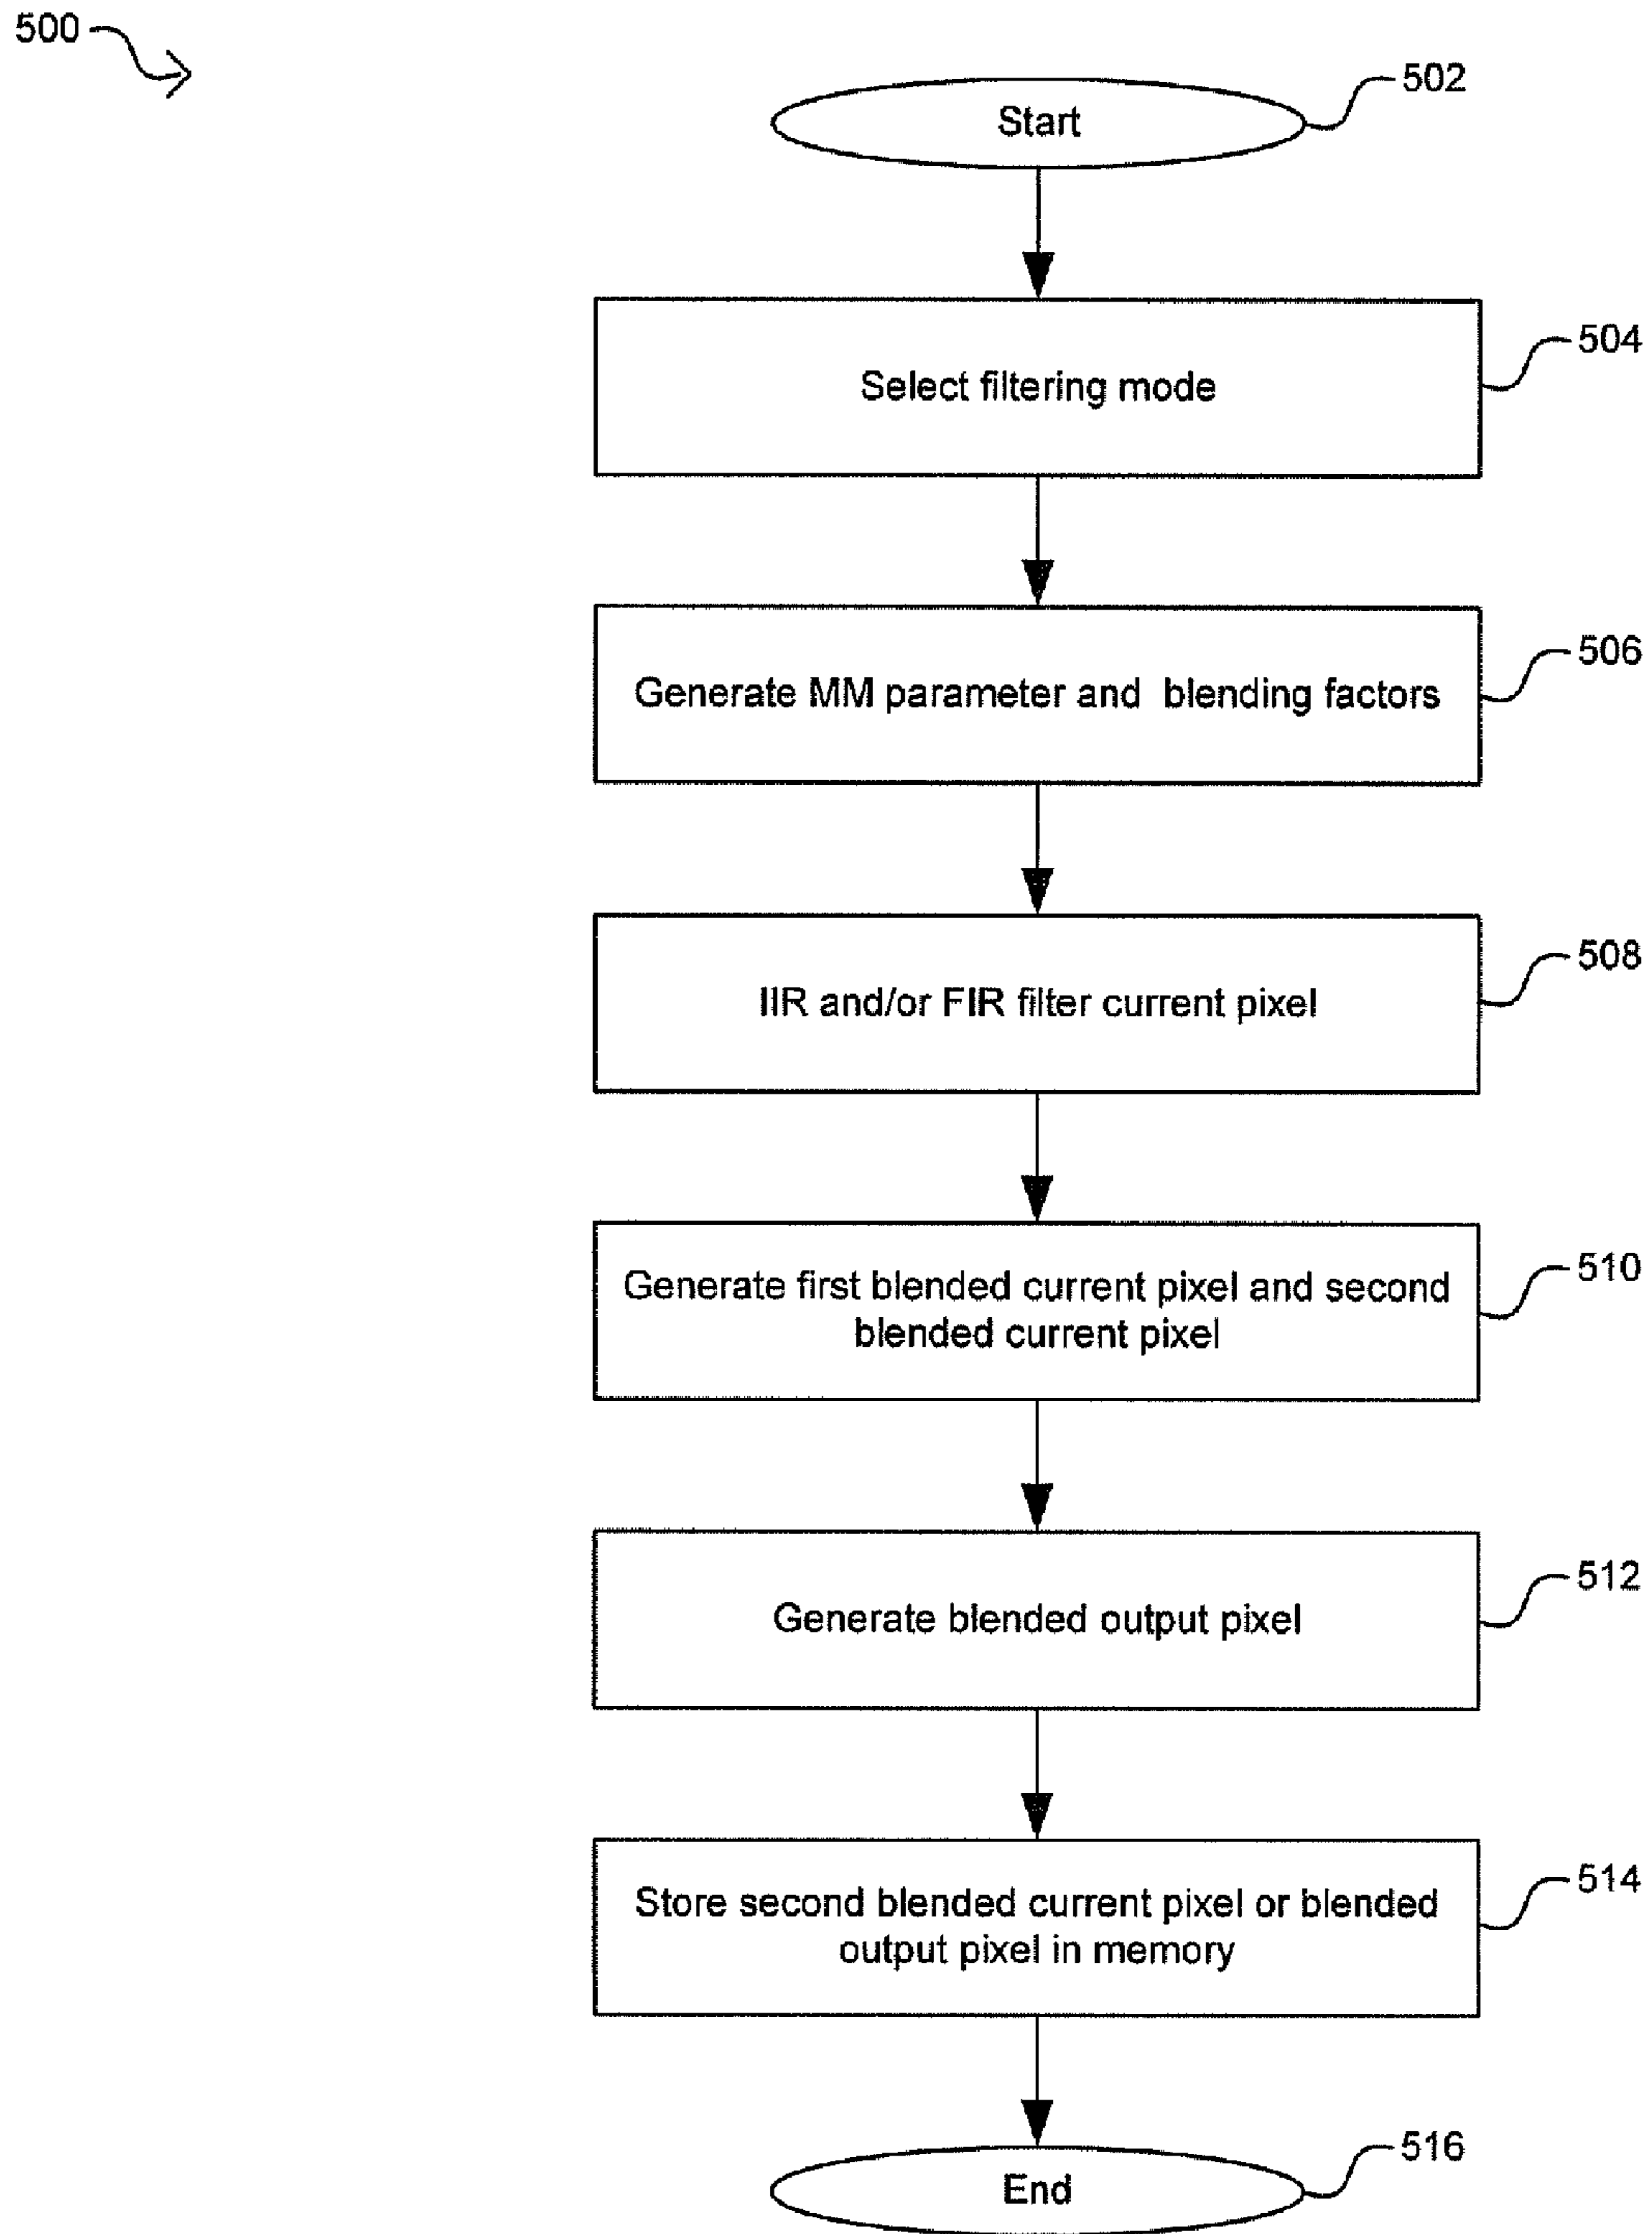 500
502
Start
504
Select filtering mode
506
Generate MM parameter and blending factors
508
IIR and/or FIR filter current pixel
510
Generate first blended current pixel and second
blended current pixel
512
Generate blended output pixel
514
Store second blended current pixel or blended
output pixel in memory
516
End